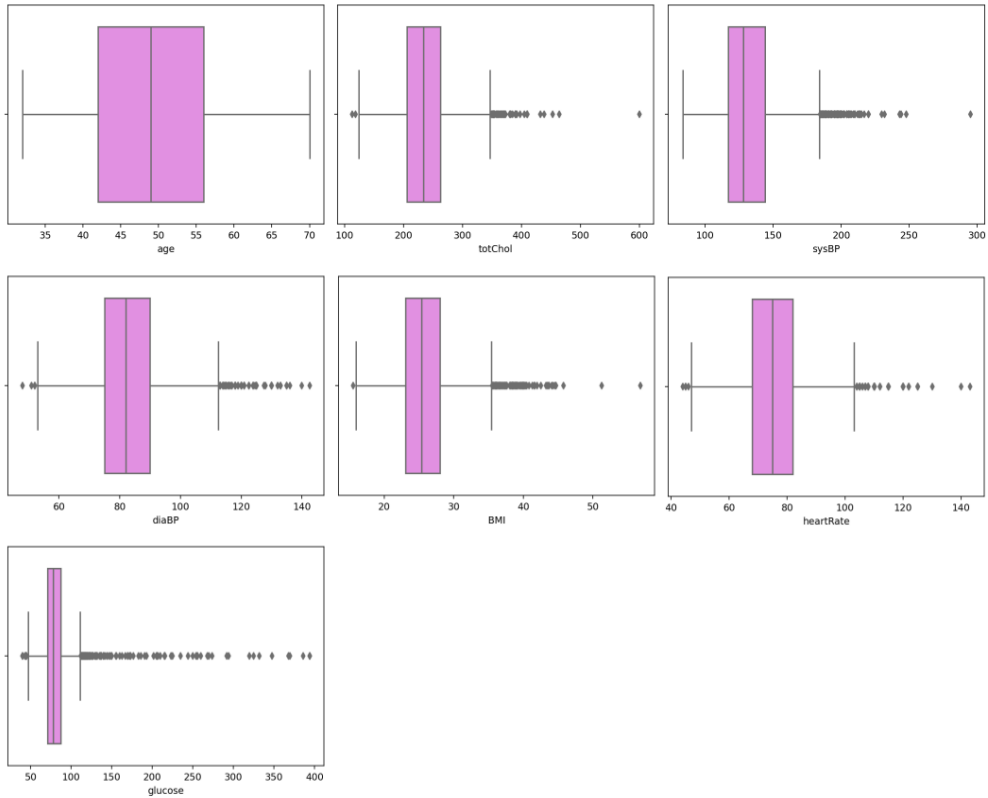 35 40 45 50 55 60 65 70
age
100 200 300 400 500 600
totChol
100 150 200 250 300
sysBP
60 80 100 120 140
diaBP
20 30 40 50
BMI
40 60 80 100 120 140
heartRate
50 100 150 200 250 300 350 400
glucose